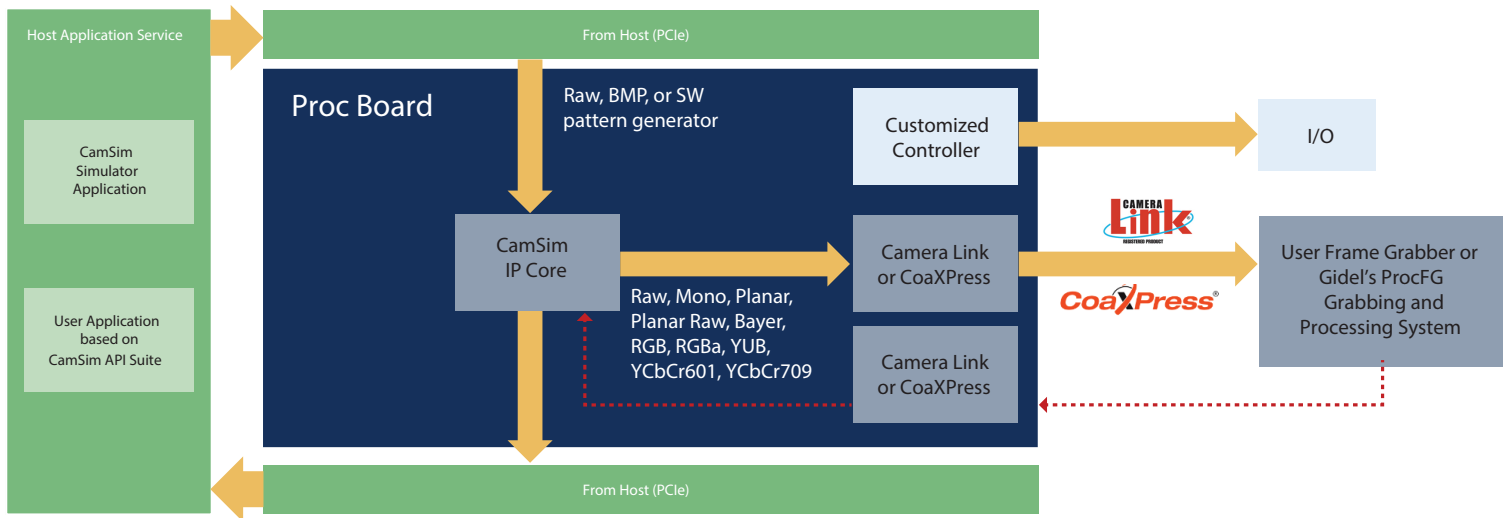 Host Application Service
From Host (PCIe)
CamSim
Simulator
Application
User Application
based on
CamSim API Suite
Proc Board
Raw, BMP, or SW
pattern generator
CamSim
IP Core
Raw, Mono, Planar,
Planar Raw, Bayer,
RGB, RGBa, YUB,
YCbCr601, YCbCr709
Customized
Controller
I/O
Camera Link
or CoaXPress
CAMERA
Link
REGISTERED PRODUCT
CoaXPress®
User Frame Grabber or
Gidel's ProcFG
Grabbing and
Processing System
Camera Link
or CoaXPress
From Host (PCIe)